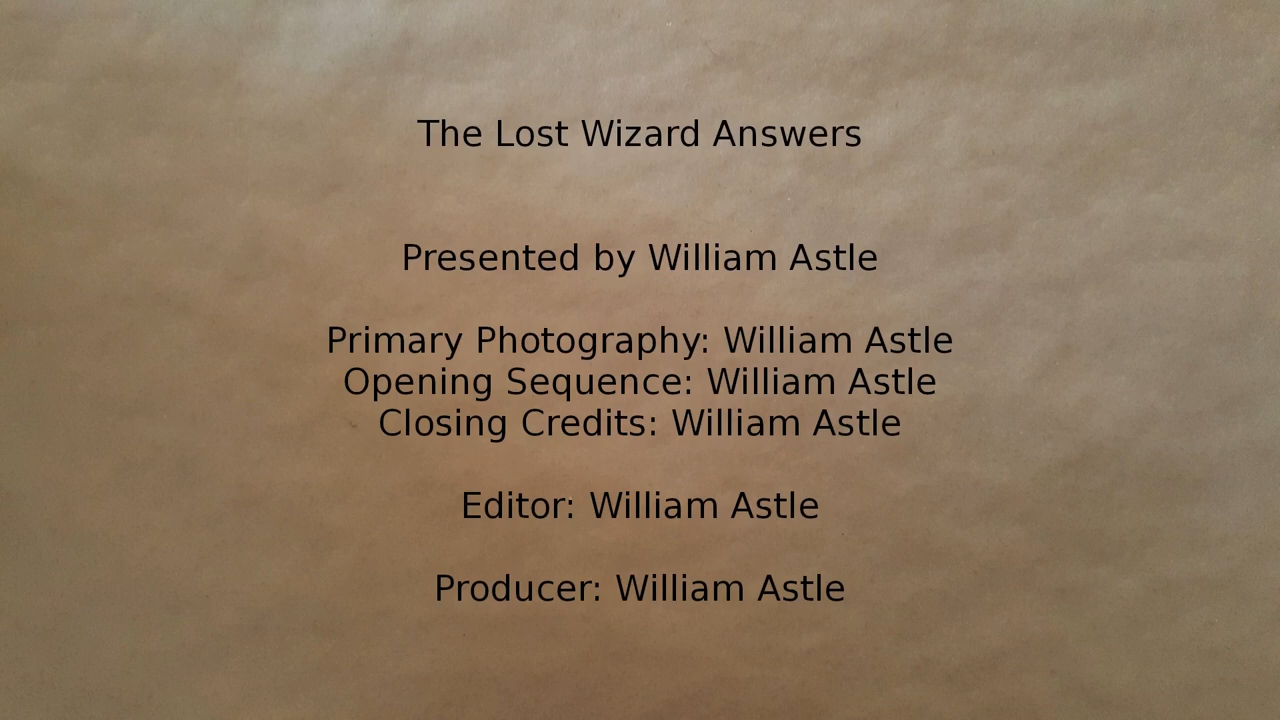 The Lost Wizard Answers
Presented by William Astle
Primary Photography: William Astle
Opening Sequence: William Astle
Closing Credits: William Astle
Editor: William Astle
Producer: William Astle